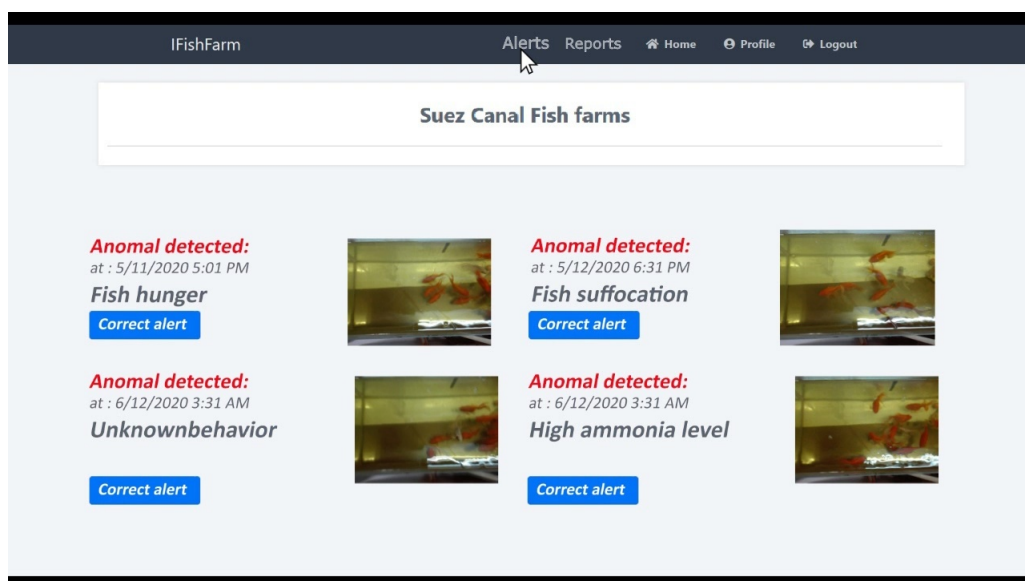 IFishFarm Alerts Reports Home Profile Logout
Suez Canal Fish farms
Anomal detected:
at : 5/11/2020 5:01 PM
Fish hunger
Correct alert
Anomal detected:
at : 5/12/2020 6:31 PM
Fish suffocation
Correct alert
Anomal detected:
at : 6/12/2020 3:31 AM
Unknownbehavior
Correct alert
Anomal detected:
at : 6/12/2020 3:31 AM
High ammonia level
Correct alert